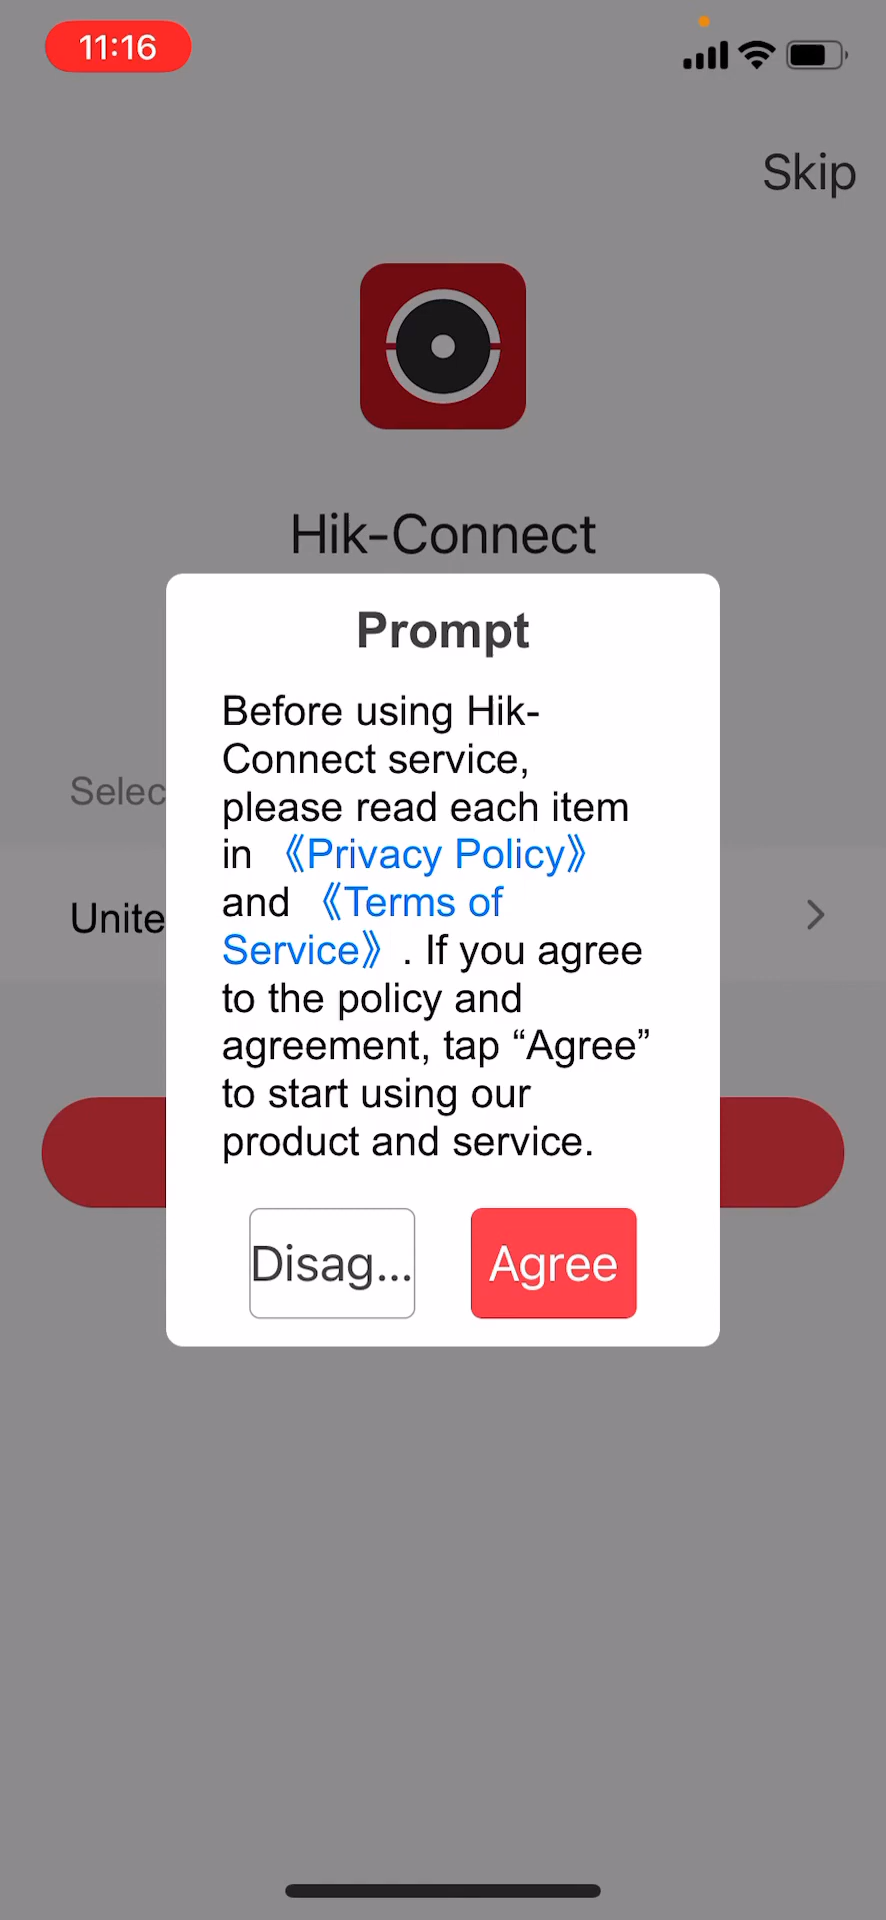 11:16
Skip
Hik-Connect
Prompt
Before using Hik-
Connect service,
please read each item
in 《Privacy Policy》
and 《Terms of
Service》. If you agree
to the policy and
agreement, tap “Agree”
to start using our
product and service.
Selec
Unite
Disag...
Agree